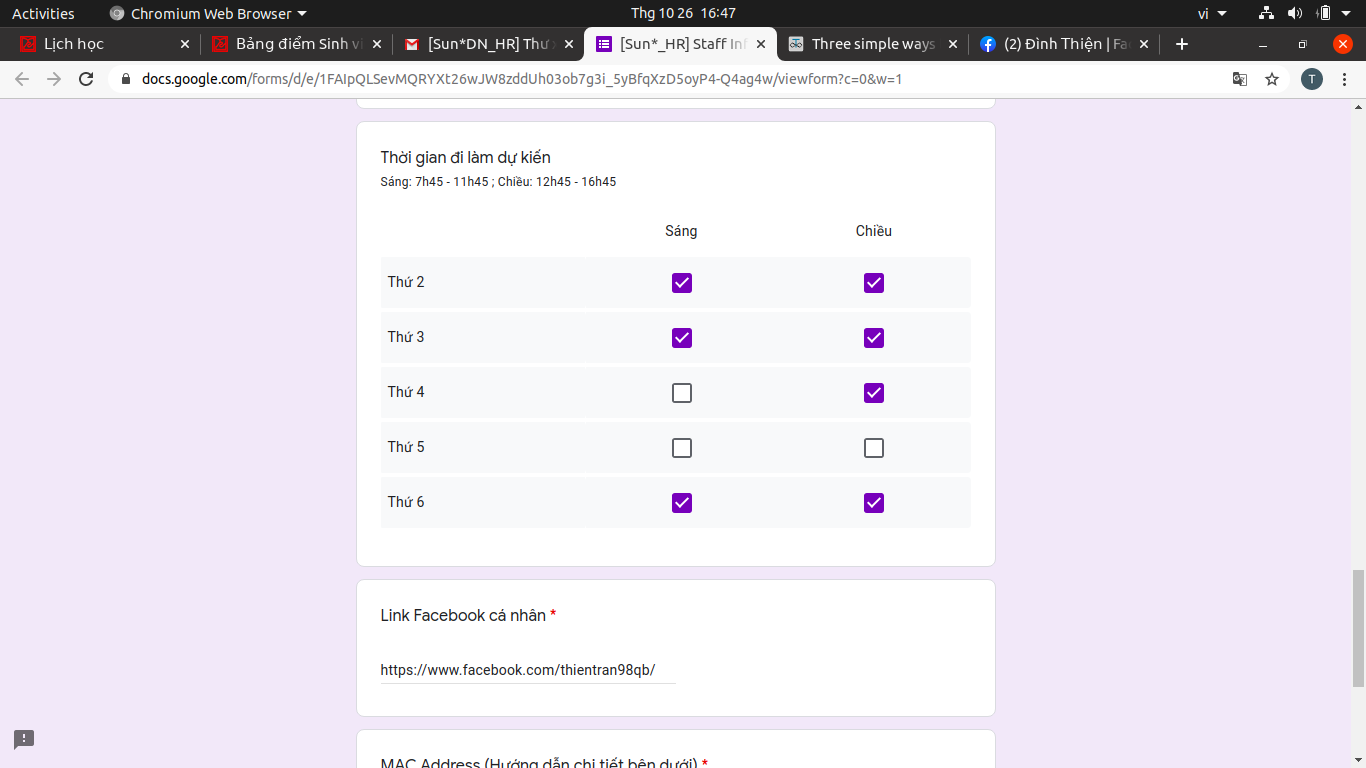 Activities Chromium Web Browser Thg 10 26 16:47 vi
Lịch học Bảng điểm Sinh vi [Sun*DN_HR] Thư x [Sun*_HR] Staff Inf Three simple ways (2) Đình Thiện | Fac
docs.google.com/forms/d/e/1FAIpQLSevMQRYXt26wJW8zddUh03ob7g3i_5yBfqXzD5oyP4-Q4ag4w/viewform?c=0&w=1 T
Thời gian đi làm dự kiến
Sáng: 7h45 - 11h45 ; Chiều: 12h45 - 16h45
Sáng Chiều
Thứ 2
Thứ 3
Thứ 4
Thứ 5
Thứ 6
Link Facebook cá nhân *
https://www.facebook.com/thientran98qb/
MAC Address (Hướng dẫn chi tiết bên dưới) *